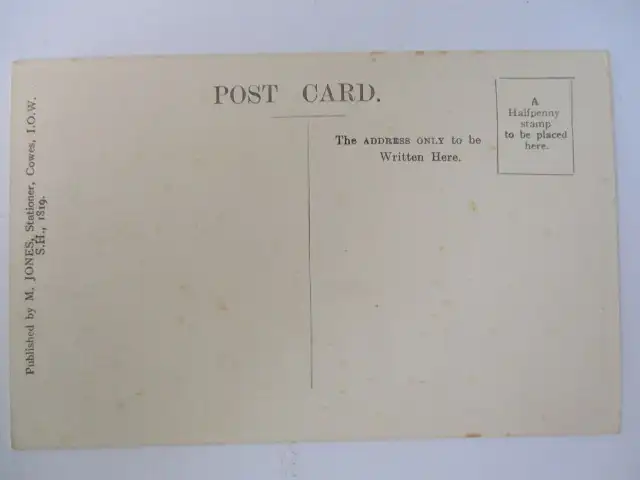 POST CARD.
A
Halfpenny
stamp
to be placed
here.
The ADDRESS ONLY to be
Written Here.
Published by M. JONES, Stationer, Cowes, I.O.W.
S.H., 1819.